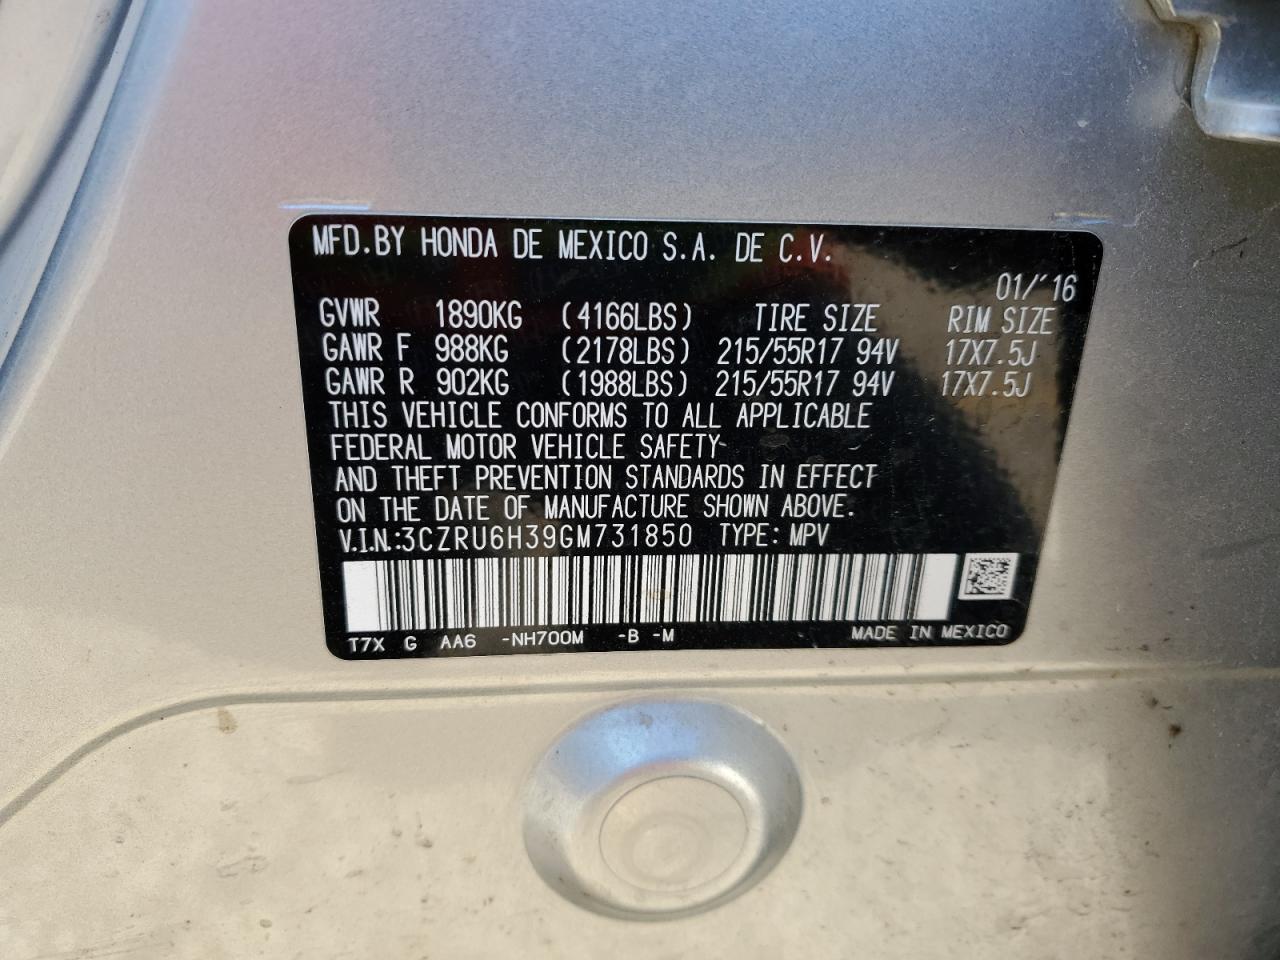 MFD.BY HONDA DE MEXICO S.A. DE C.V.
01/'16
GVWR 1890KG (4166LBS) TIRE SIZE RIM SIZE
GAWR F 988KG (2178LBS) 215/55R17 94V 17X7.5J
GAWR R 902KG (1988LBS) 215/55R17 94V 17X7.5J
THIS VEHICLE CONFORMS TO ALL APPLICABLE
FEDERAL MOTOR VEHICLE SAFETY
AND THEFT PREVENTION STANDARDS IN EFFECT
ON THE DATE OF MANUFACTURE SHOWN ABOVE.
V.I.N.:3CZRU6H39GM731850 TYPE: MPV
T7X G AA6 -NH700M -B -M MADE IN MEXICO